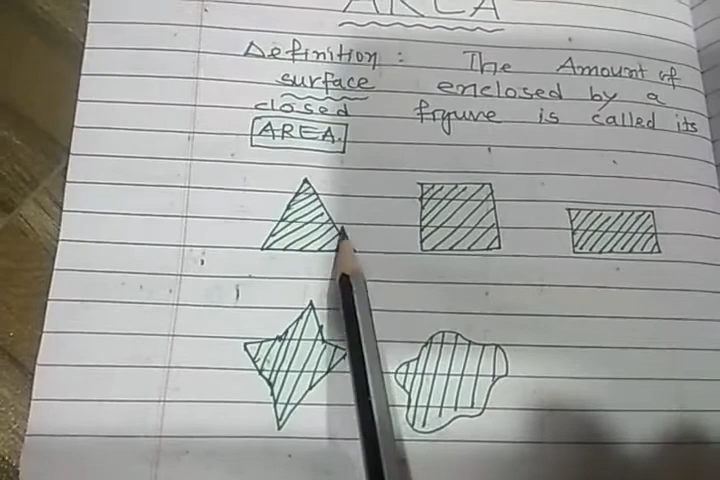 AREA
Definition : The Amount of
surface enclosed by a
closed figure is called its
AREA.